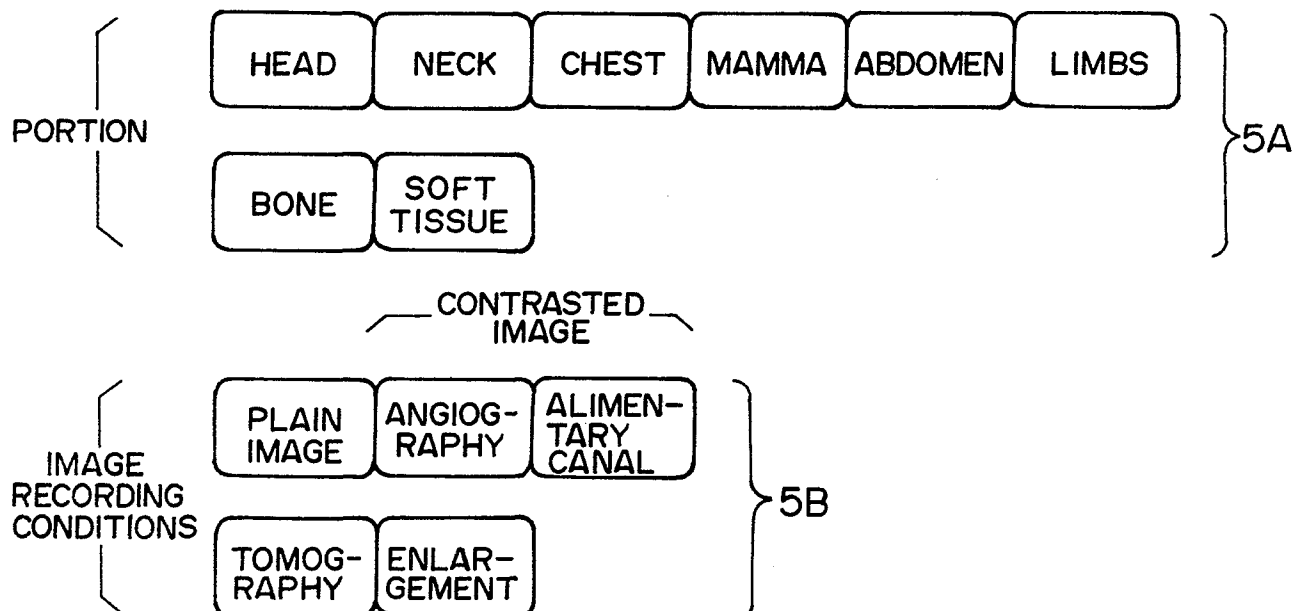 HEAD NECK CHEST MAMMA ABDOMEN LIMBS
PORTION
5A
BONE
SOFT
TISSUE
CONTRASTED
IMAGE
PLAIN
IMAGE
ANGIOG-
RAPHY
ALIMEN-
TARY
CANAL
IMAGE
RECORDING
CONDITIONS
5B
TOMOG-
RAPHY
ENLAR-
GEMENT